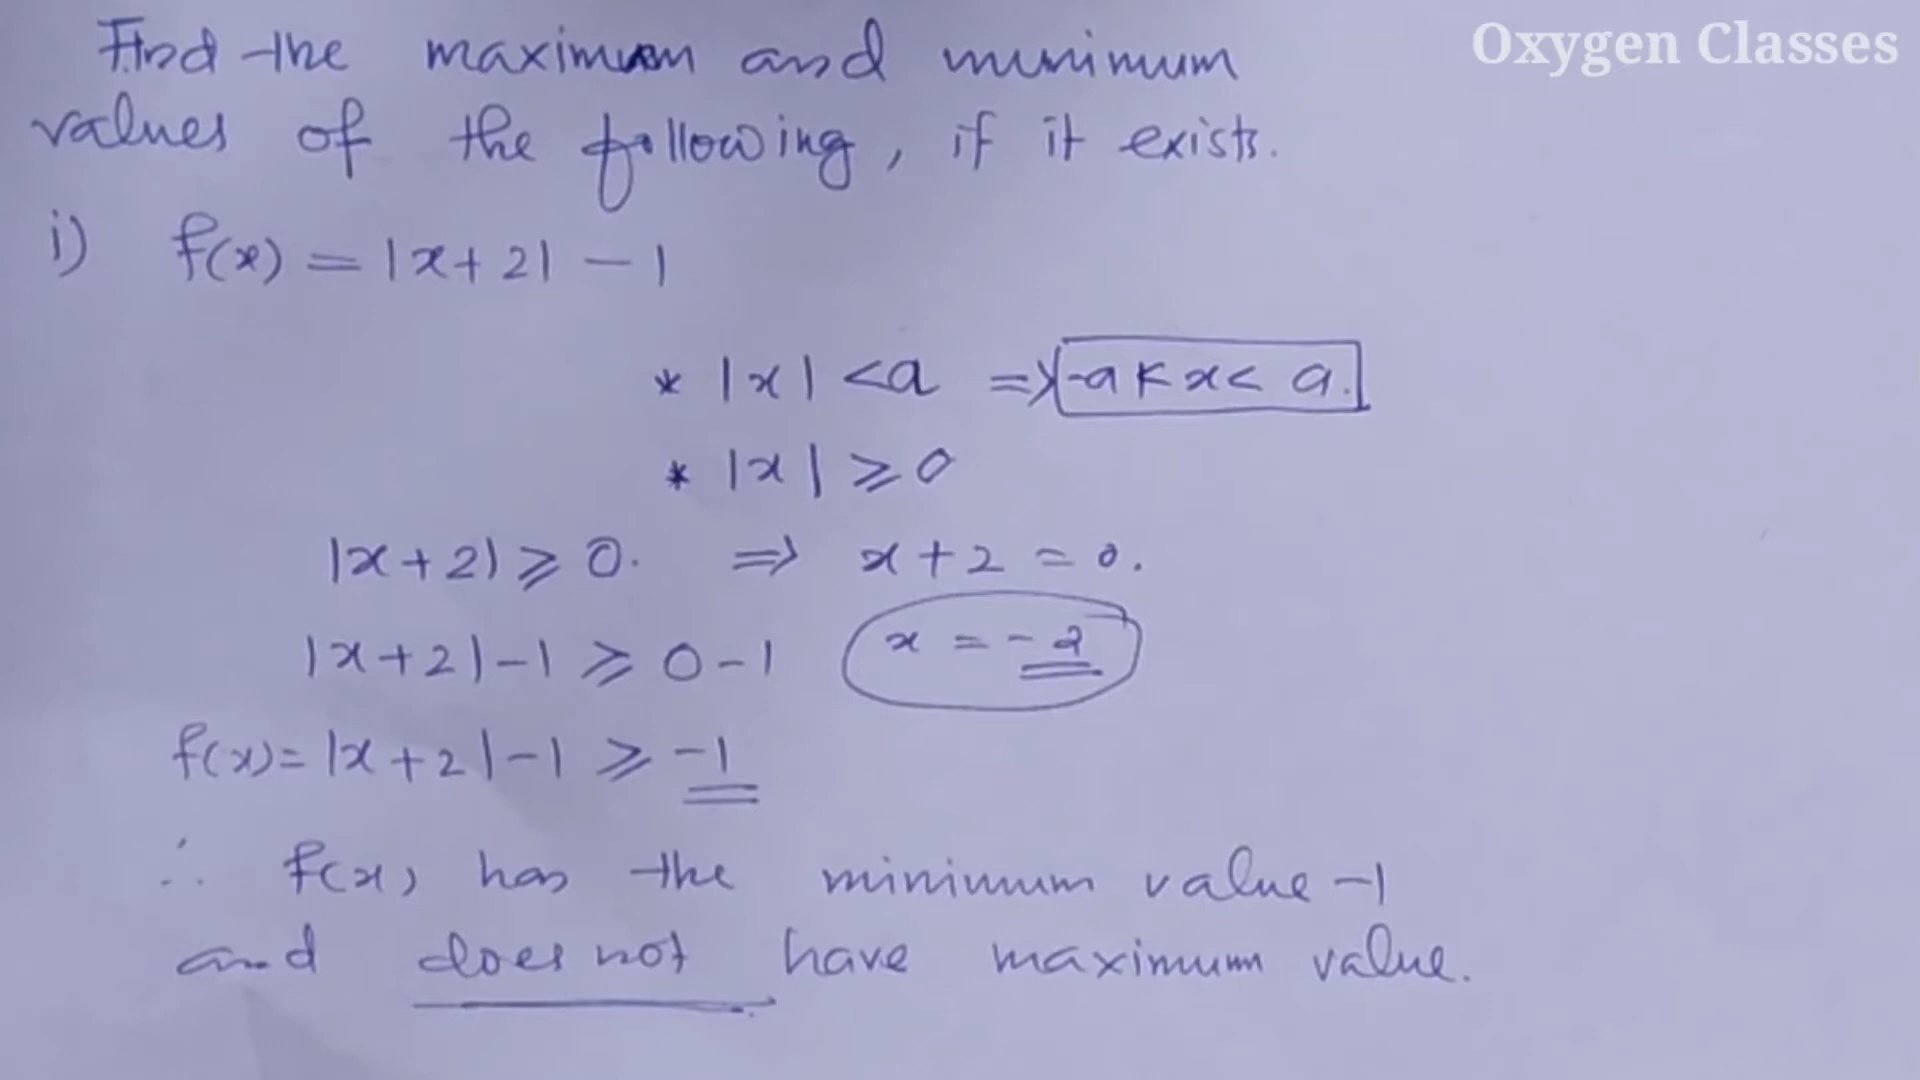 Oxygen Classes
Find the maximum and minimum
values of the following, if it exists.
i) f(x) = |x+2| - 1
* |x| < a => -a < x < a.
* |x| ⩾ 0
|x+2| ⩾ 0. => x + 2 = 0.
|x+2|-1 ⩾ 0-1 x = -2
f(x) = |x+2|-1 ⩾ -1
∴ f(x) has the minimum value -1
and does not have maximum value.